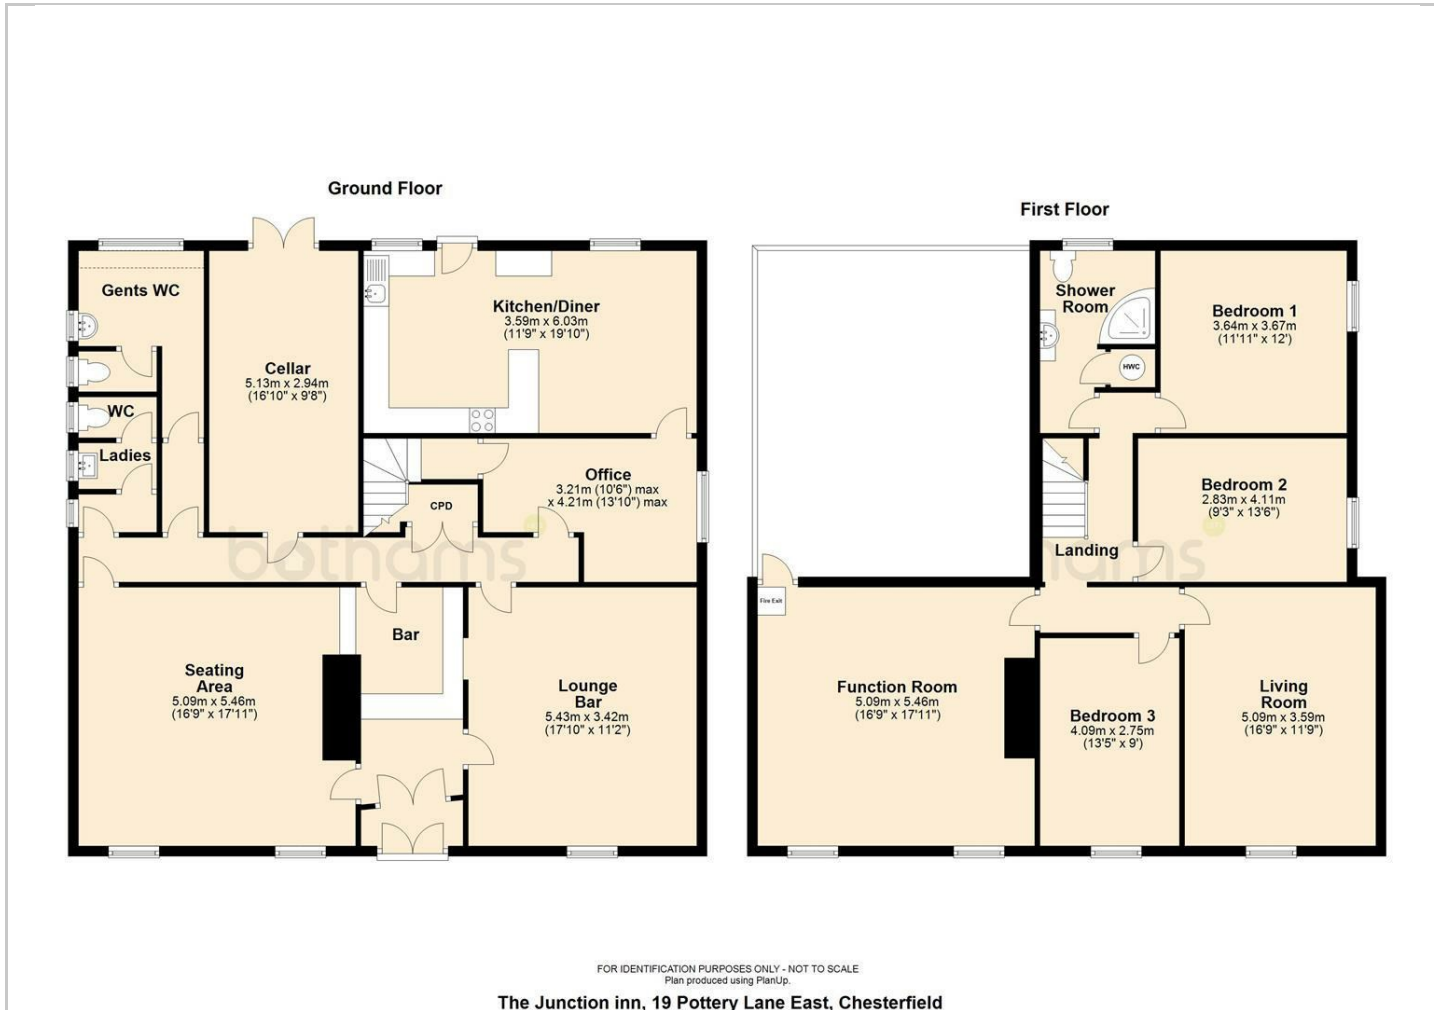 Ground Floor
Gents WC
WC
Ladies
Cellar
5.13m x 2.94m
(16'10" x 9'8")
Kitchen/Diner
3.59m x 6.03m
(11'9" x 19'10")
Office
3.21m (10'6") max
x 4.21m (13'10") max
CPD
bothams
Seating
Area
5.09m x 5.46m
(16'9" x 17'11")
Bar
Lounge
Bar
5.43m x 3.42m
(17'10" x 11'2")
First Floor
Shower
Room
HWC
Bedroom 1
3.64m x 3.67m
(11'11" x 12')
Bedroom 2
2.83m x 4.11m
(9'3" x 13'6")
Landing
hams
Fire Exit
Function Room
5.09m x 5.46m
(16'9" x 17'11")
Bedroom 3
4.09m x 2.75m
(13'5" x 9')
Living
Room
5.09m x 3.59m
(16'9" x 11'9")
FOR IDENTIFICATION PURPOSES ONLY - NOT TO SCALE
Plan produced using PlanUp.
The Junction inn, 19 Pottery Lane East, Chesterfield